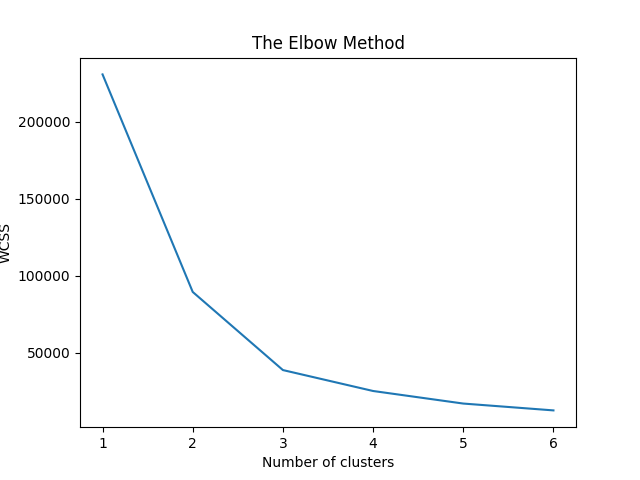 The Elbow Method
200000
150000
100000
50000
WCSS
1 2 3 4 5 6
Number of clusters